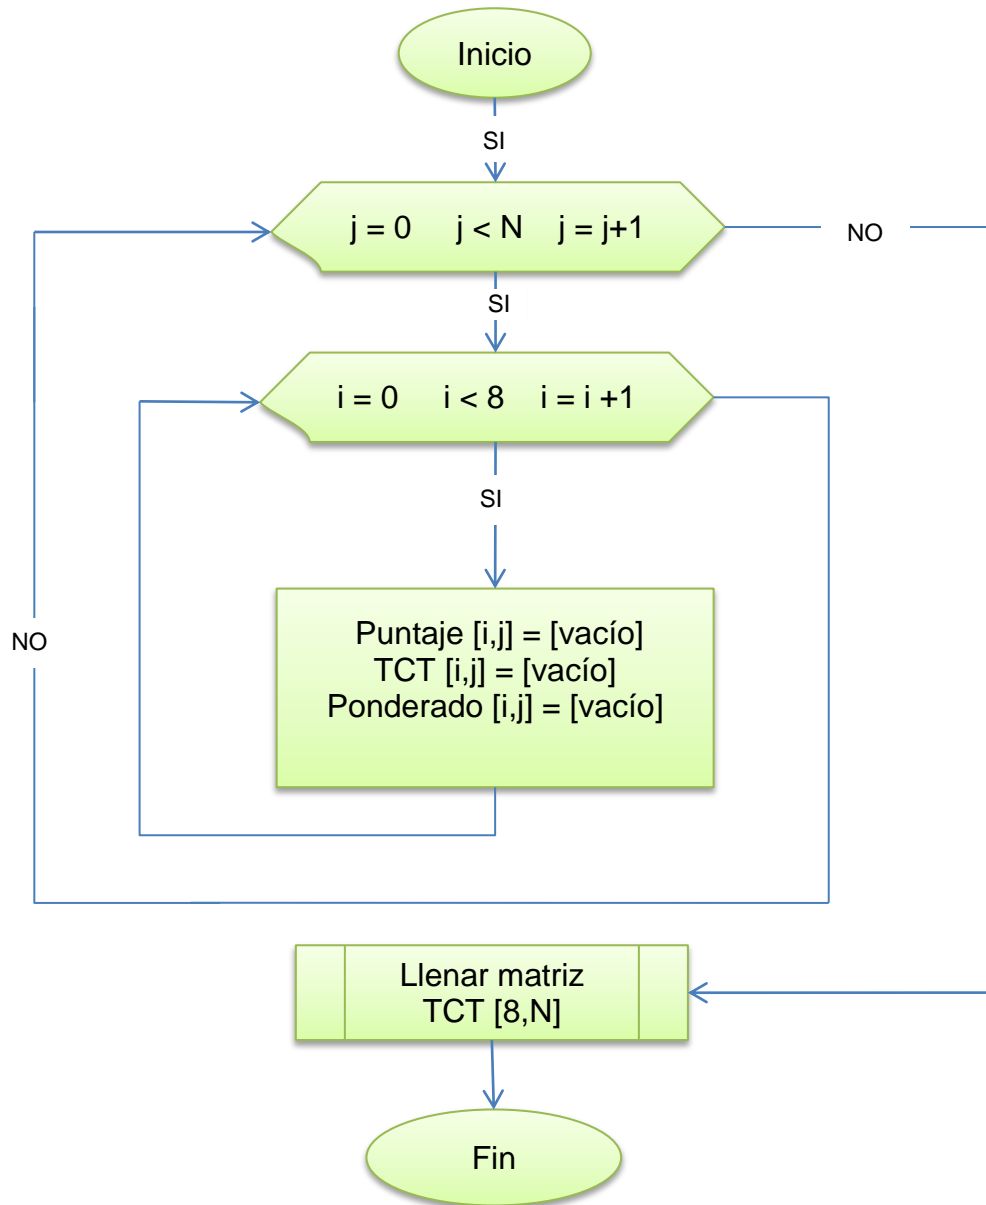 Inicio
SI
j = 0 j < N j = j+1
NO
SI
i = 0 i < 8 i = i +1
SI
Puntaje [i,j] = [vacío]
TCT [i,j] = [vacío]
Ponderado [i,j] = [vacío]
NO
Llenar matriz
TCT [8,N]
Fin